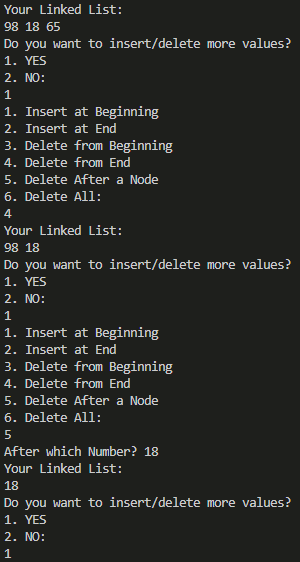 Your Linked List:
98 18 65
Do you want to insert/delete more values?
1. YES
2. NO:
1
1. Insert at Beginning
2. Insert at End
3. Delete from Beginning
4. Delete from End
5. Delete After a Node
6. Delete All:
4
Your Linked List:
98 18
Do you want to insert/delete more values?
1. YES
2. NO:
1
1. Insert at Beginning
2. Insert at End
3. Delete from Beginning
4. Delete from End
5. Delete After a Node
6. Delete All:
5
After which Number? 18
Your Linked List:
18
Do you want to insert/delete more values?
1. YES
2. NO:
1